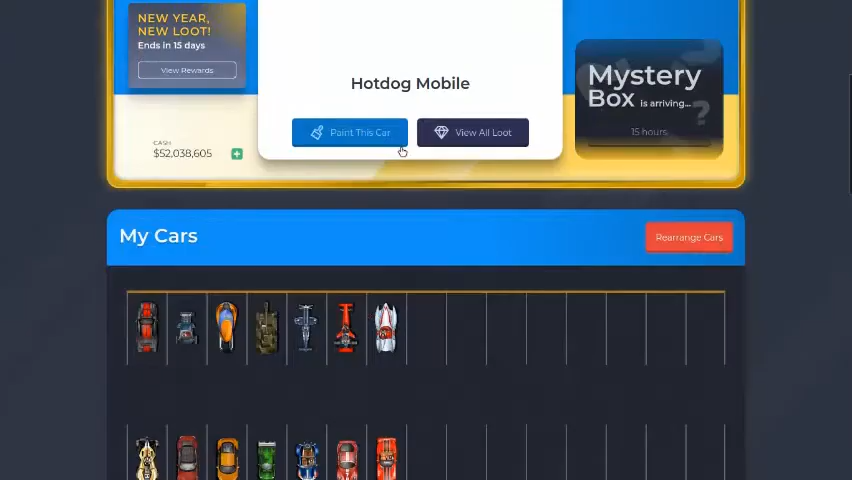 NEW YEAR,
NEW LOOT!
Ends in 15 days
View Rewards
CASH
$52,038,605
Hotdog Mobile
Paint This Car
View All Loot
Mystery
Box is arriving...
?
15 hours
My Cars
Rearrange Cars